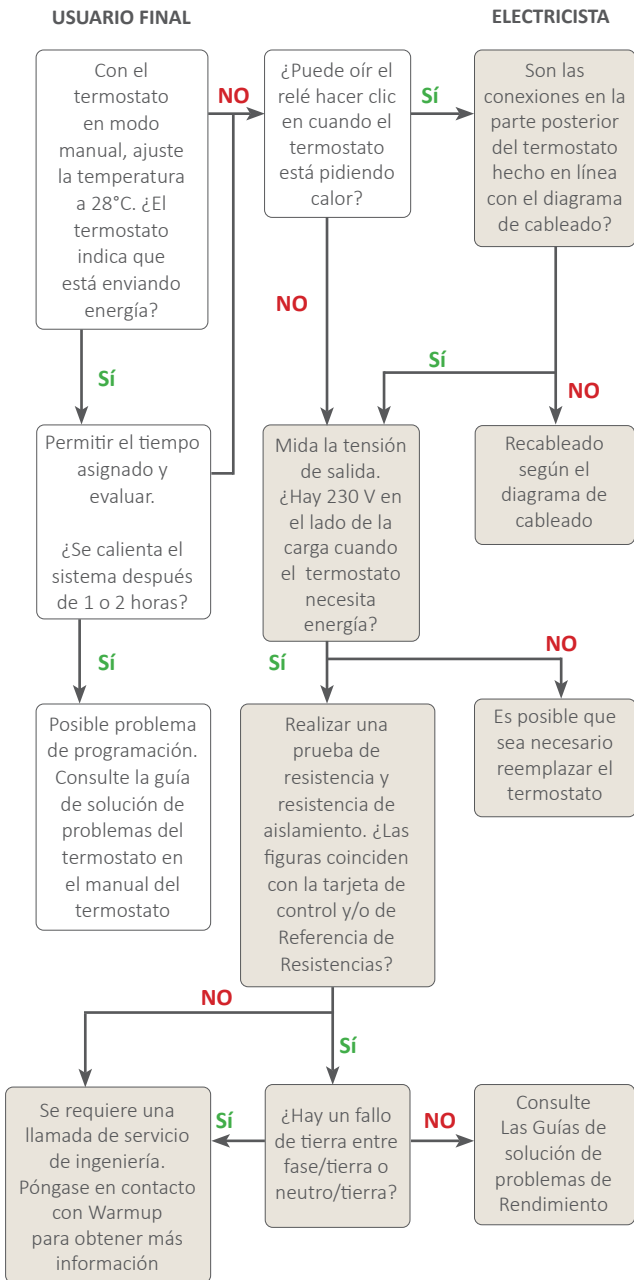 USUARIO FINAL
ELECTRICISTA
Con el
termostato
en modo
manual, ajuste
la temperatura
a 28°C. ¿El
termostato
indica que
está enviando
energía?
NO
¿Puede oír el
relé hacer clic
en cuando el
termostato
está pidiendo
calor?
Sí
Son las
conexiones en la
parte posterior
del termostato
hecho en línea
con el diagrama
de cableado?
Sí
NO
Sí
NO
Permitir el tiempo
asignado y
evaluar.
¿Se calienta el
sistema después
de 1 o 2 horas?
Mida la tensión
de salida.
¿Hay 230 V en
el lado de la
carga cuando
el termostato
necesita
energía?
Recableado
según el
diagrama de
cableado
Sí
Sí
NO
Posible problema
de programación.
Consulte la guía
de solución de
problemas del
termostato en
el manual del
termostato
Realizar una
prueba de
resistencia y
resistencia de
aislamiento. ¿Las
figuras coinciden
con la tarjeta de
control y/o de
Referencia de
Resistencias?
Es posible que
sea necesario
reemplazar el
termostato
NO
Sí
Se requiere una
llamada de servicio
de ingeniería.
Póngase en contacto
con Warmup
para obtener más
información
Sí
¿Hay un fallo
de tierra entre
fase/tierra o
neutro/tierra?
NO
Consulte
Las Guías de
solución de
problemas de
Rendimiento